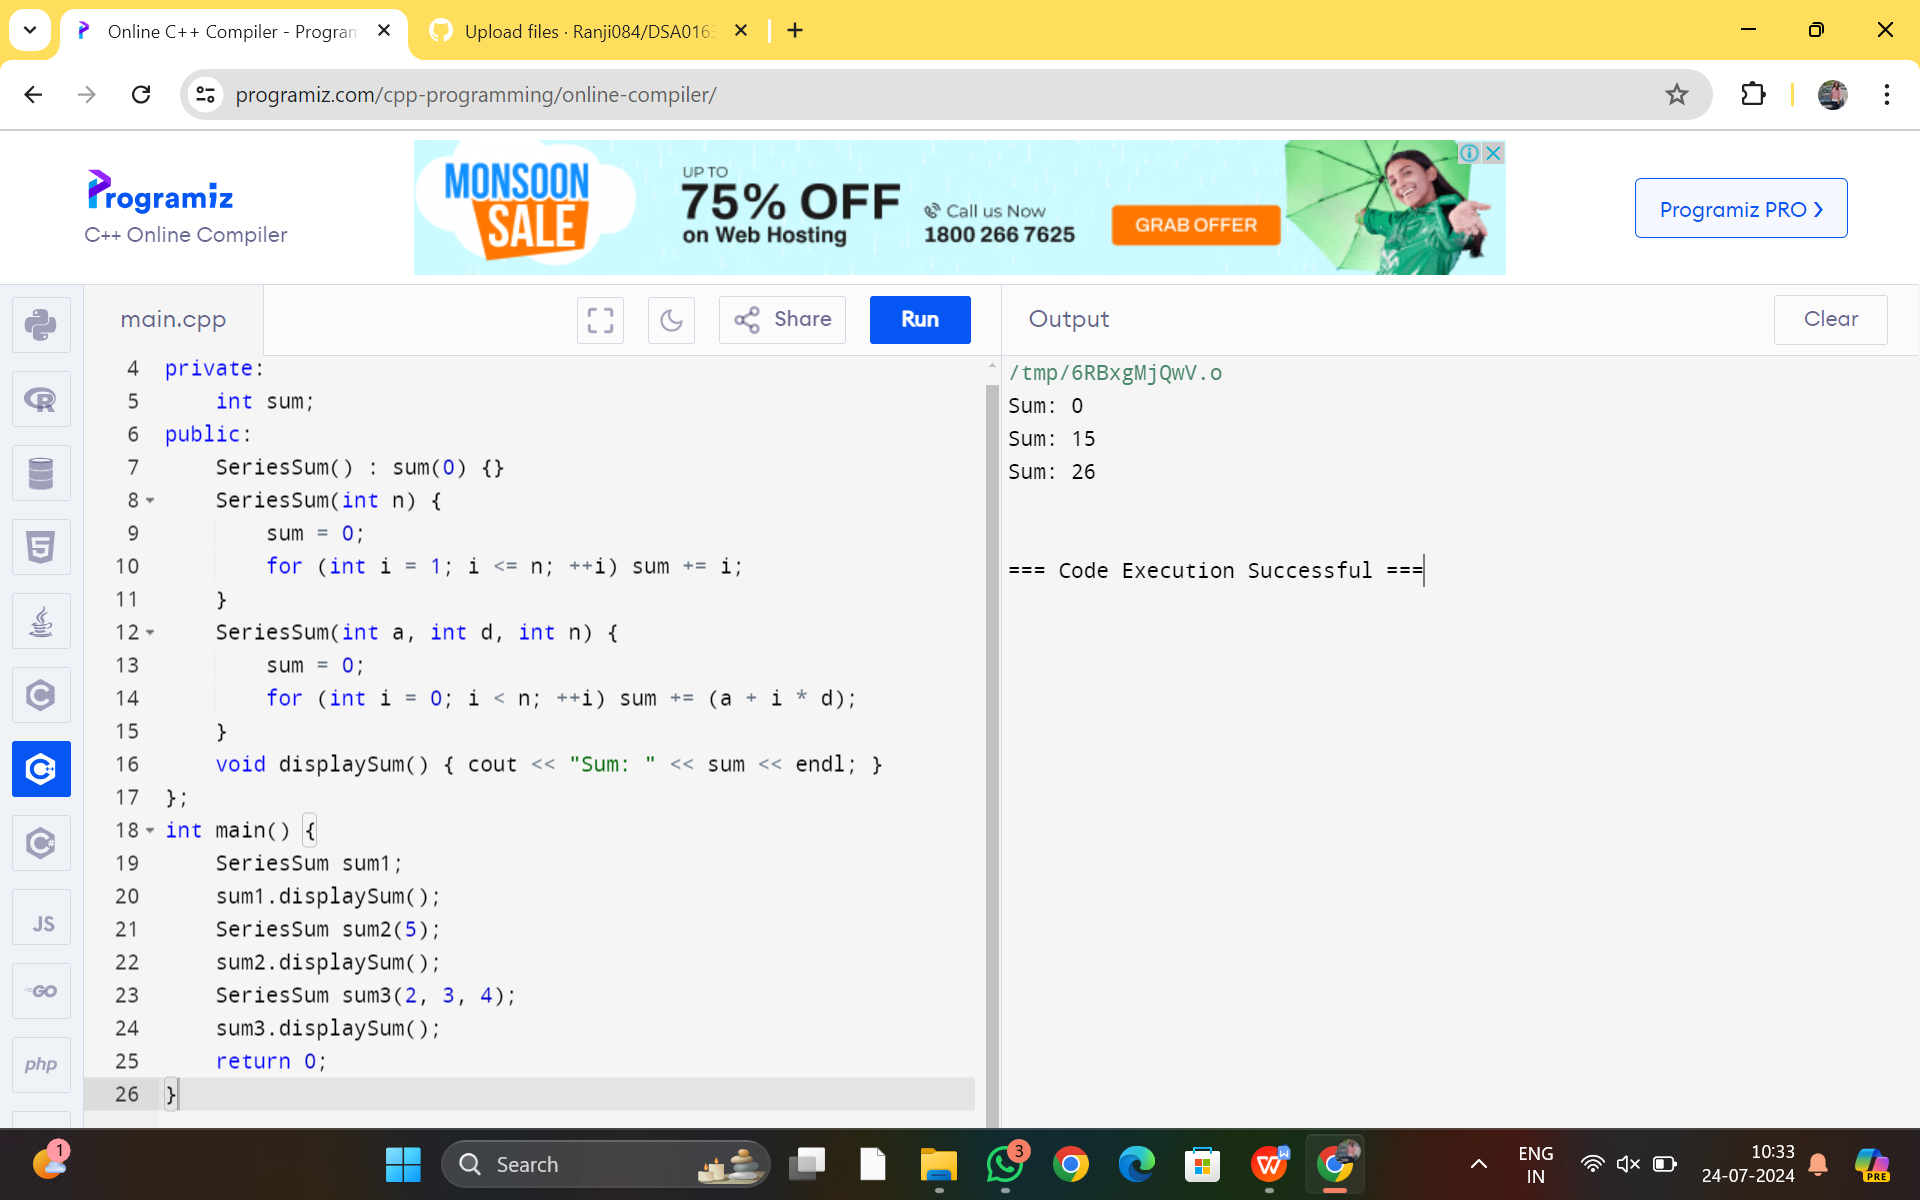 Online C++ Compiler - Program
Upload files · Ranji084/DSA0163
programiz.com/cpp-programming/online-compiler/
Programiz
C++ Online Compiler
MONSOON
SALE
UP TO
75% OFF
on Web Hosting
Call us Now
1800 266 7625
GRAB OFFER
Programiz PRO
main.cpp
Share
Run
Output
Clear
4 private:
5 int sum;
6 public:
7 SeriesSum() : sum(0) {}
8 SeriesSum(int n) {
9 sum = 0;
10 for (int i = 1; i <= n; ++i) sum += i;
11 }
12 SeriesSum(int a, int d, int n) {
13 sum = 0;
14 for (int i = 0; i < n; ++i) sum += (a + i * d);
15 }
16 void displaySum() { cout << "Sum: " << sum << endl; }
17 };
18 int main() {
19 SeriesSum sum1;
20 sum1.displaySum();
21 SeriesSum sum2(5);
22 sum2.displaySum();
23 SeriesSum sum3(2, 3, 4);
24 sum3.displaySum();
25 return 0;
26 }
/tmp/6RBxgMjQwV.o
Sum: 0
Sum: 15
Sum: 26
=== Code Execution Successful ===
R
5
C
C+
C#
JS
GO
php
1
Search
3
W
W
ENG
IN
10:33
24-07-2024
PRE